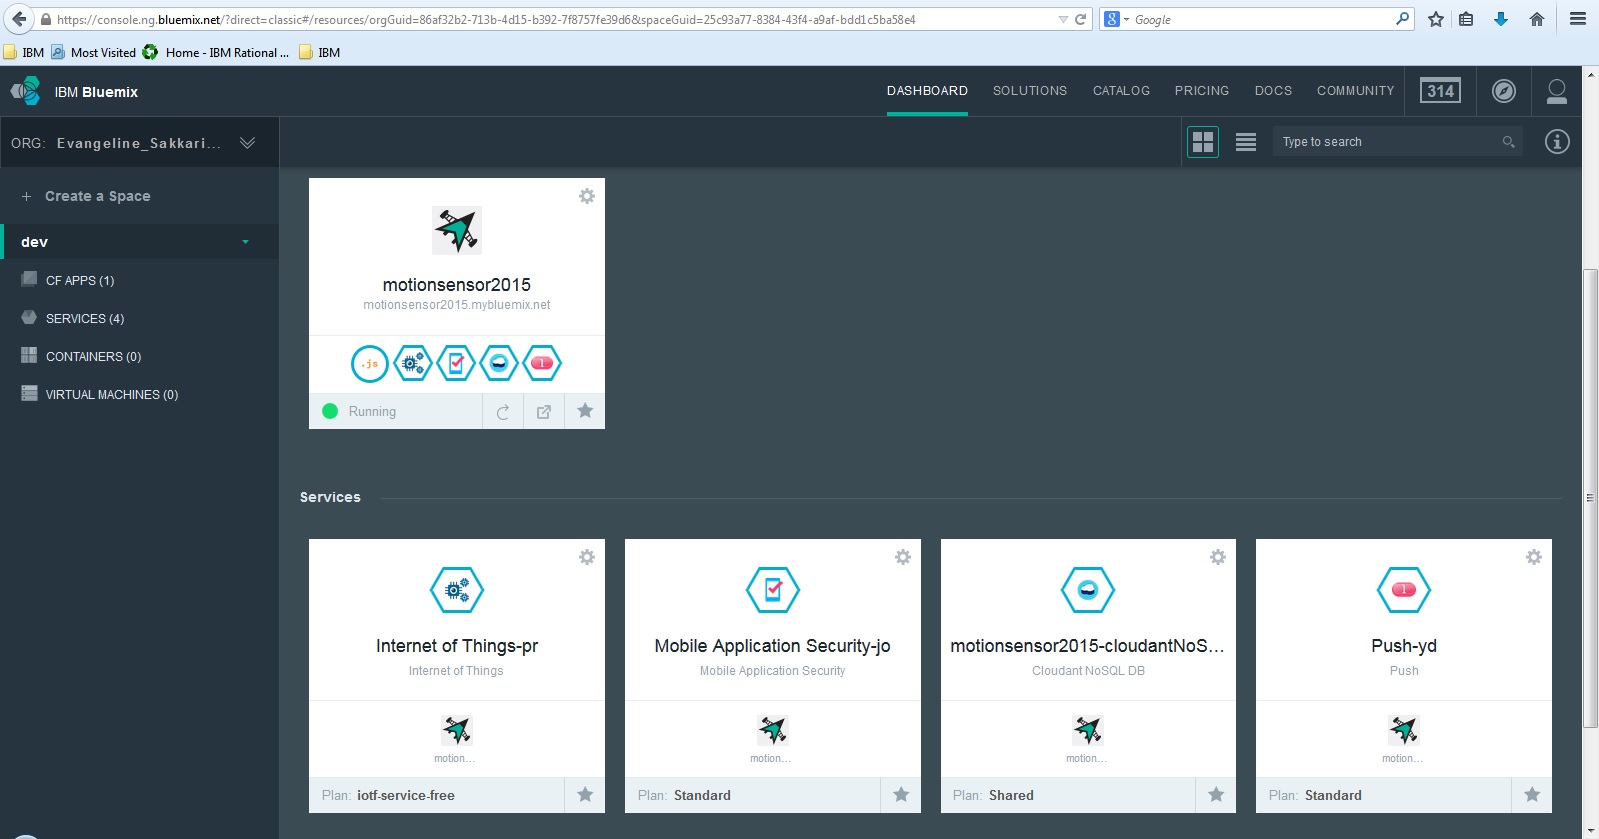 https://console.ng.bluemix.net/?direct=classic#/resources/orgGuid=86af32b2-713b-4d15-b392-7f8757fe39d6&spaceGuid=25c93a77-8384-43f4-a9af-bdd1c5ba58e4
8 Google
IBM Most Visited Home - IBM Rational ... IBM
IBM Bluemix
DASHBOARD SOLUTIONS CATALOG PRICING DOCS COMMUNITY 314
ORG: Evangeline_Sakkari...
Type to search
+ Create a Space
dev
CF APPS (1)
SERVICES (4)
CONTAINERS (0)
VIRTUAL MACHINES (0)
motionsensor2015
motionsensor2015.mybluemix.net
.js 1
Running
Services
Internet of Things-pr
Internet of Things
motion...
Plan: iotf-service-free
Mobile Application Security-jo
Mobile Application Security
motion...
Plan: Standard
motionsensor2015-cloudantNoS...
Cloudant NoSQL DB
motion...
Plan: Shared
1
Push-yd
Push
motion...
Plan: Standard